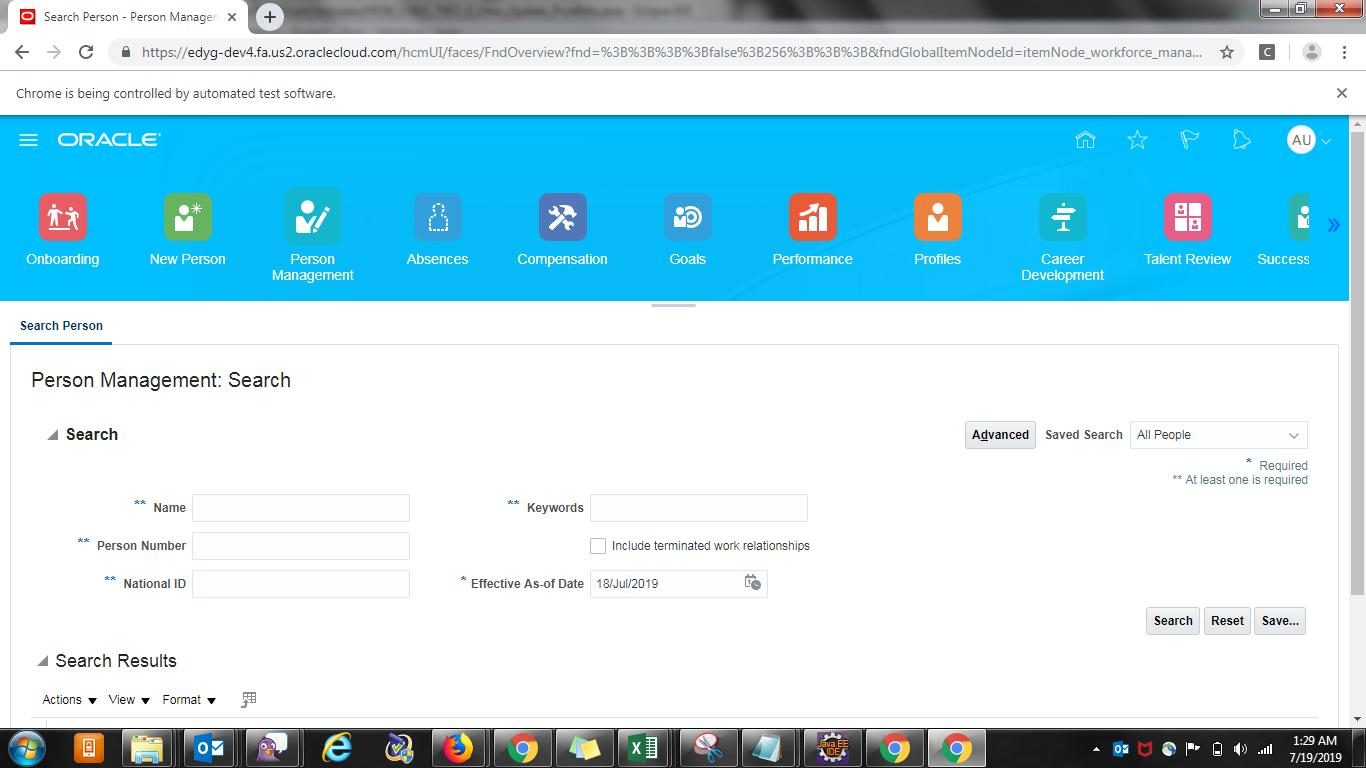 Search Person - Person Managen
https://edyg-dev4.fa.us2.oraclecloud.com/hcmUI/faces/FndOverview?fnd=%3B%3B%3B%3Bfalse%3B256%3B%3B%3B&fndGlobalItemNodeId=itemNode_workforce_mana...
C
Chrome is being controlled by automated test software.
ORACLE
AU
Onboarding New Person Person Management Absences Compensation Goals Performance Profiles Career Development Talent Review Success
Search Person
Person Management: Search
Search
Advanced Saved Search All People
* Required
** At least one is required
** Name ** Keywords
** Person Number Include terminated work relationships
** National ID * Effective As-of Date 18/Jul/2019
Search Reset Save...
Search Results
Actions View Format
Java EE IDE
1:29 AM
7/19/2019